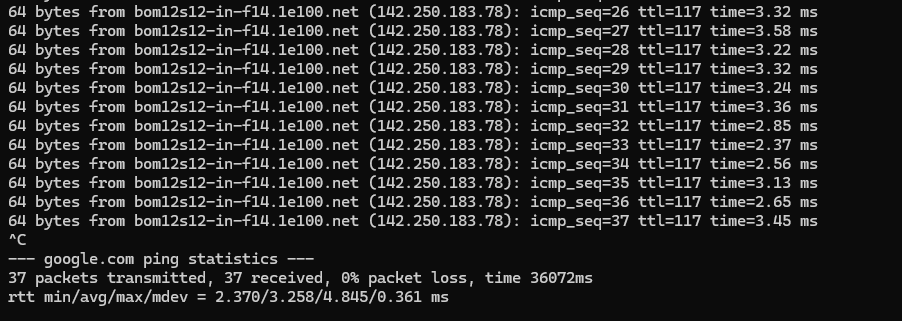 64 bytes from bom12s12-in-f14.1e100.net (142.250.183.78): icmp_seq=26 ttl=117 time=3.32 ms
64 bytes from bom12s12-in-f14.1e100.net (142.250.183.78): icmp_seq=27 ttl=117 time=3.58 ms
64 bytes from bom12s12-in-f14.1e100.net (142.250.183.78): icmp_seq=28 ttl=117 time=3.22 ms
64 bytes from bom12s12-in-f14.1e100.net (142.250.183.78): icmp_seq=29 ttl=117 time=3.32 ms
64 bytes from bom12s12-in-f14.1e100.net (142.250.183.78): icmp_seq=30 ttl=117 time=3.24 ms
64 bytes from bom12s12-in-f14.1e100.net (142.250.183.78): icmp_seq=31 ttl=117 time=3.36 ms
64 bytes from bom12s12-in-f14.1e100.net (142.250.183.78): icmp_seq=32 ttl=117 time=2.85 ms
64 bytes from bom12s12-in-f14.1e100.net (142.250.183.78): icmp_seq=33 ttl=117 time=2.37 ms
64 bytes from bom12s12-in-f14.1e100.net (142.250.183.78): icmp_seq=34 ttl=117 time=2.56 ms
64 bytes from bom12s12-in-f14.1e100.net (142.250.183.78): icmp_seq=35 ttl=117 time=3.13 ms
64 bytes from bom12s12-in-f14.1e100.net (142.250.183.78): icmp_seq=36 ttl=117 time=2.65 ms
64 bytes from bom12s12-in-f14.1e100.net (142.250.183.78): icmp_seq=37 ttl=117 time=3.45 ms
^C
--- google.com ping statistics ---
37 packets transmitted, 37 received, 0% packet loss, time 36072ms
rtt min/avg/max/mdev = 2.370/3.258/4.845/0.361 ms